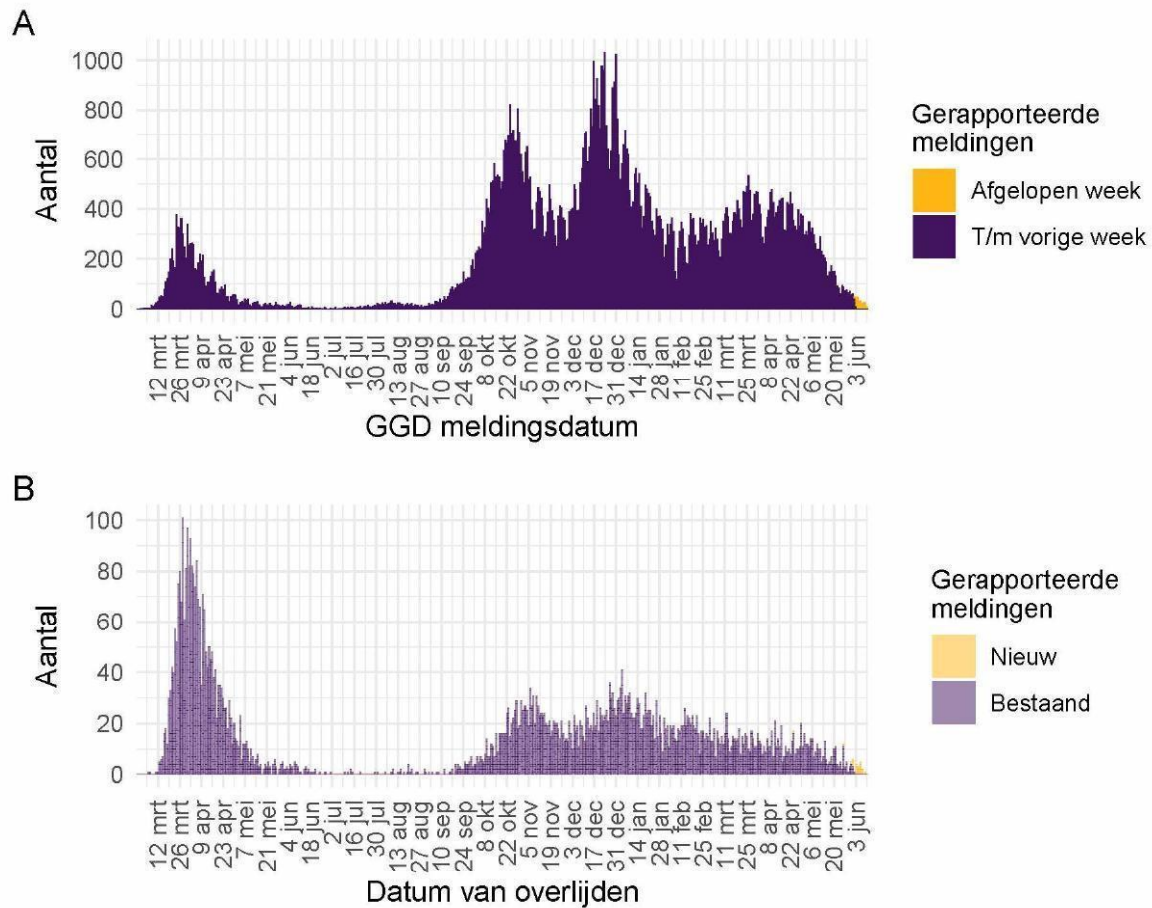 A
Aantal
1000
800
600
400
200
0
12 mrt
26 mrt
9 apr
23 apr
7 mei
21 mei
4 jun
18 jun
2 jul
16 jul
30 jul
13 aug
27 aug
10 sep
24 sep
8 okt
22 okt
5 nov
19 nov
3 dec
17 dec
31 dec
14 jan
28 jan
11 feb
25 feb
11 mrt
25 mrt
8 apr
22 apr
6 mei
20 mei
3 jun
GGD meldingsdatum
Gerapporteerde
meldingen
Afgelopen week
T/m vorige week
B
Aantal
100
80
60
40
20
0
12 mrt
26 mrt
9 apr
23 apr
7 mei
21 mei
4 jun
18 jun
2 jul
16 jul
30 jul
13 aug
27 aug
10 sep
24 sep
8 okt
22 okt
5 nov
19 nov
3 dec
17 dec
31 dec
14 jan
28 jan
11 feb
25 feb
11 mrt
25 mrt
8 apr
22 apr
6 mei
20 mei
3 jun
Datum van overlijden
Gerapporteerde
meldingen
Nieuw
Bestaand